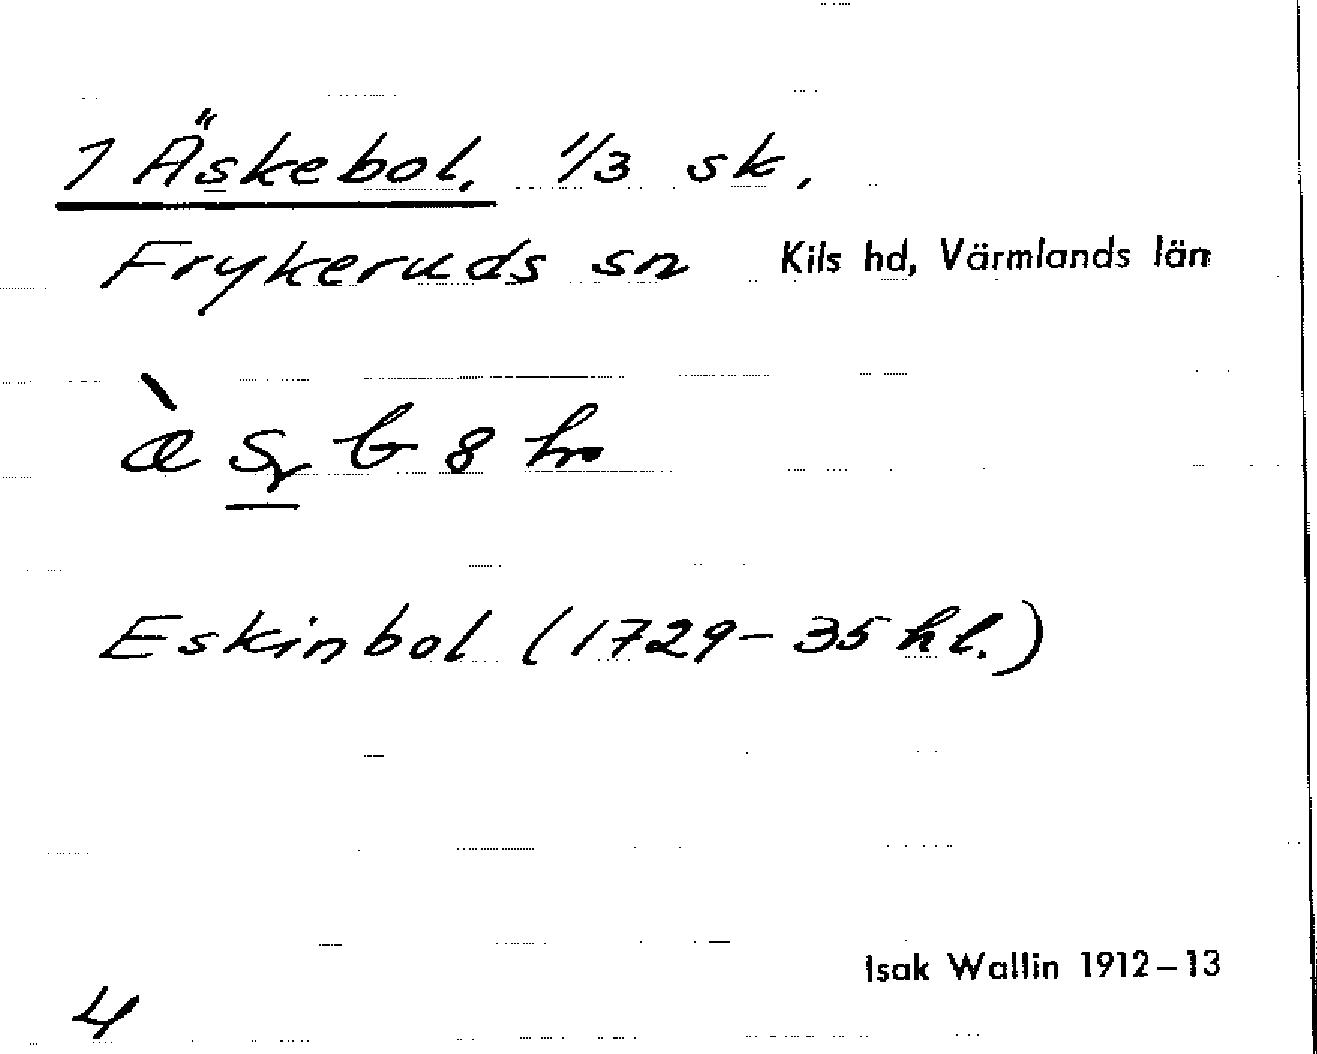 1 Äskebol, 1/3 sk,
Frykeruds sn Kils hd, Värmlands län
Eskinbol (1729-35 hl.)
Isak Wallin 1912-13
4